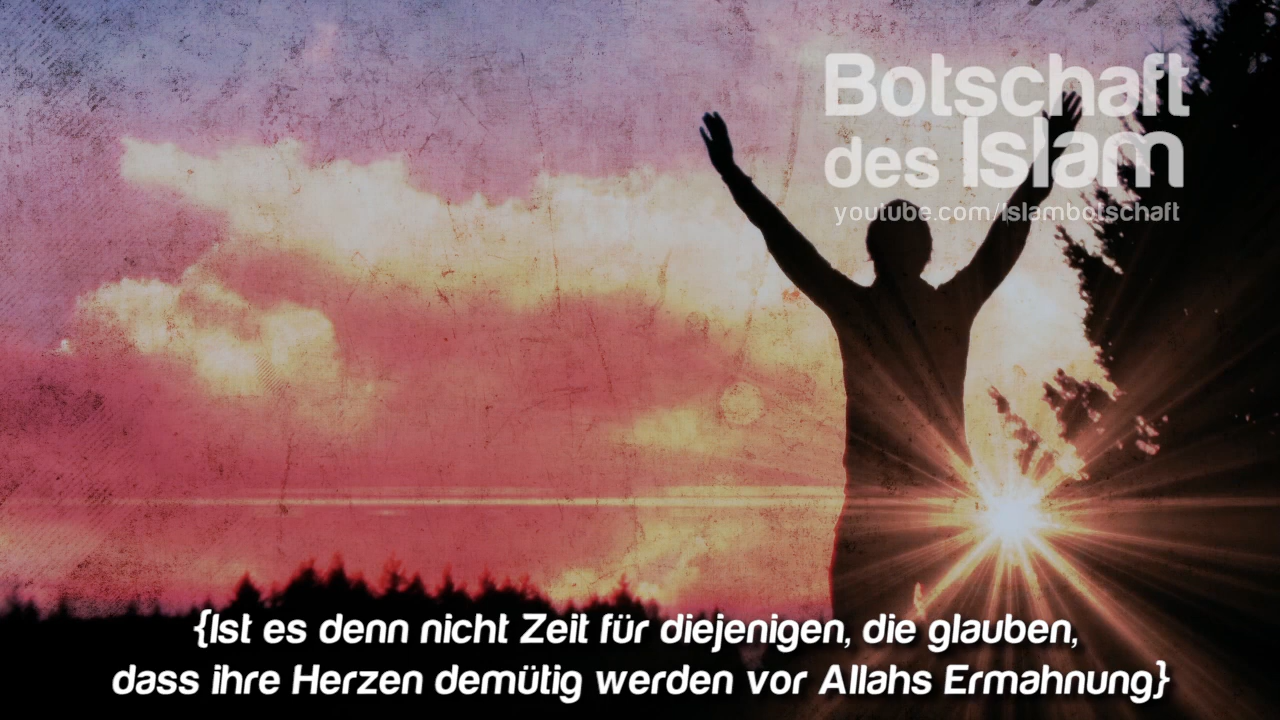 Botschaft
des Islam
youtube.com/Islambotschaft
{Ist es denn nicht Zeit für diejenigen, die glauben,
dass ihre Herzen demütig werden vor Allahs Ermahnung}